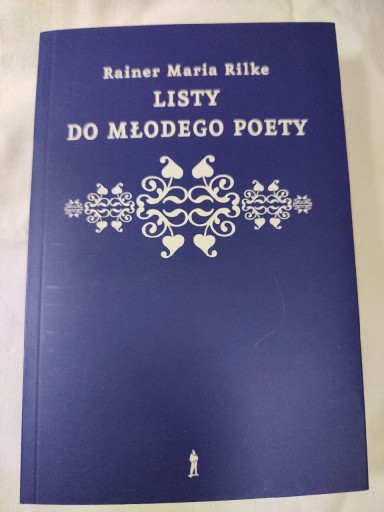 Rainer Maria Rilke
LISTY
DO MŁODEGO POETY